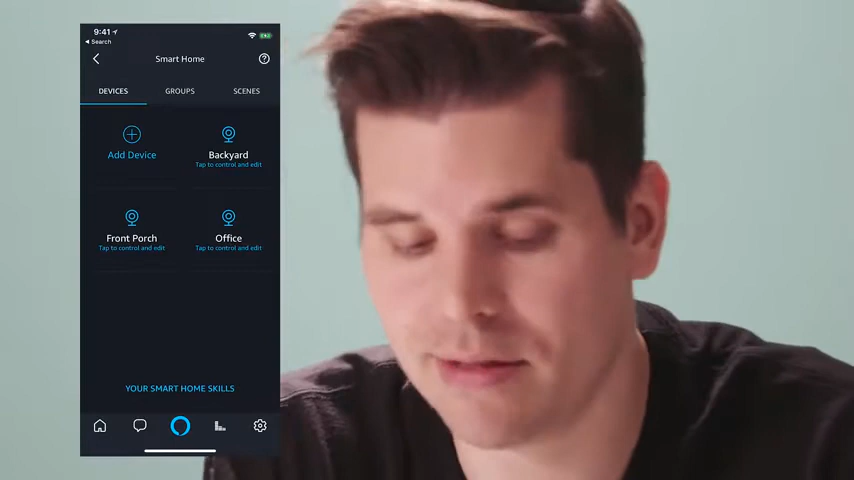 9:41
Search
Smart Home
DEVICES GROUPS SCENES
Add Device
Backyard
Tap to control and edit
Front Porch
Tap to control and edit
Office
Tap to control and edit
YOUR SMART HOME SKILLS